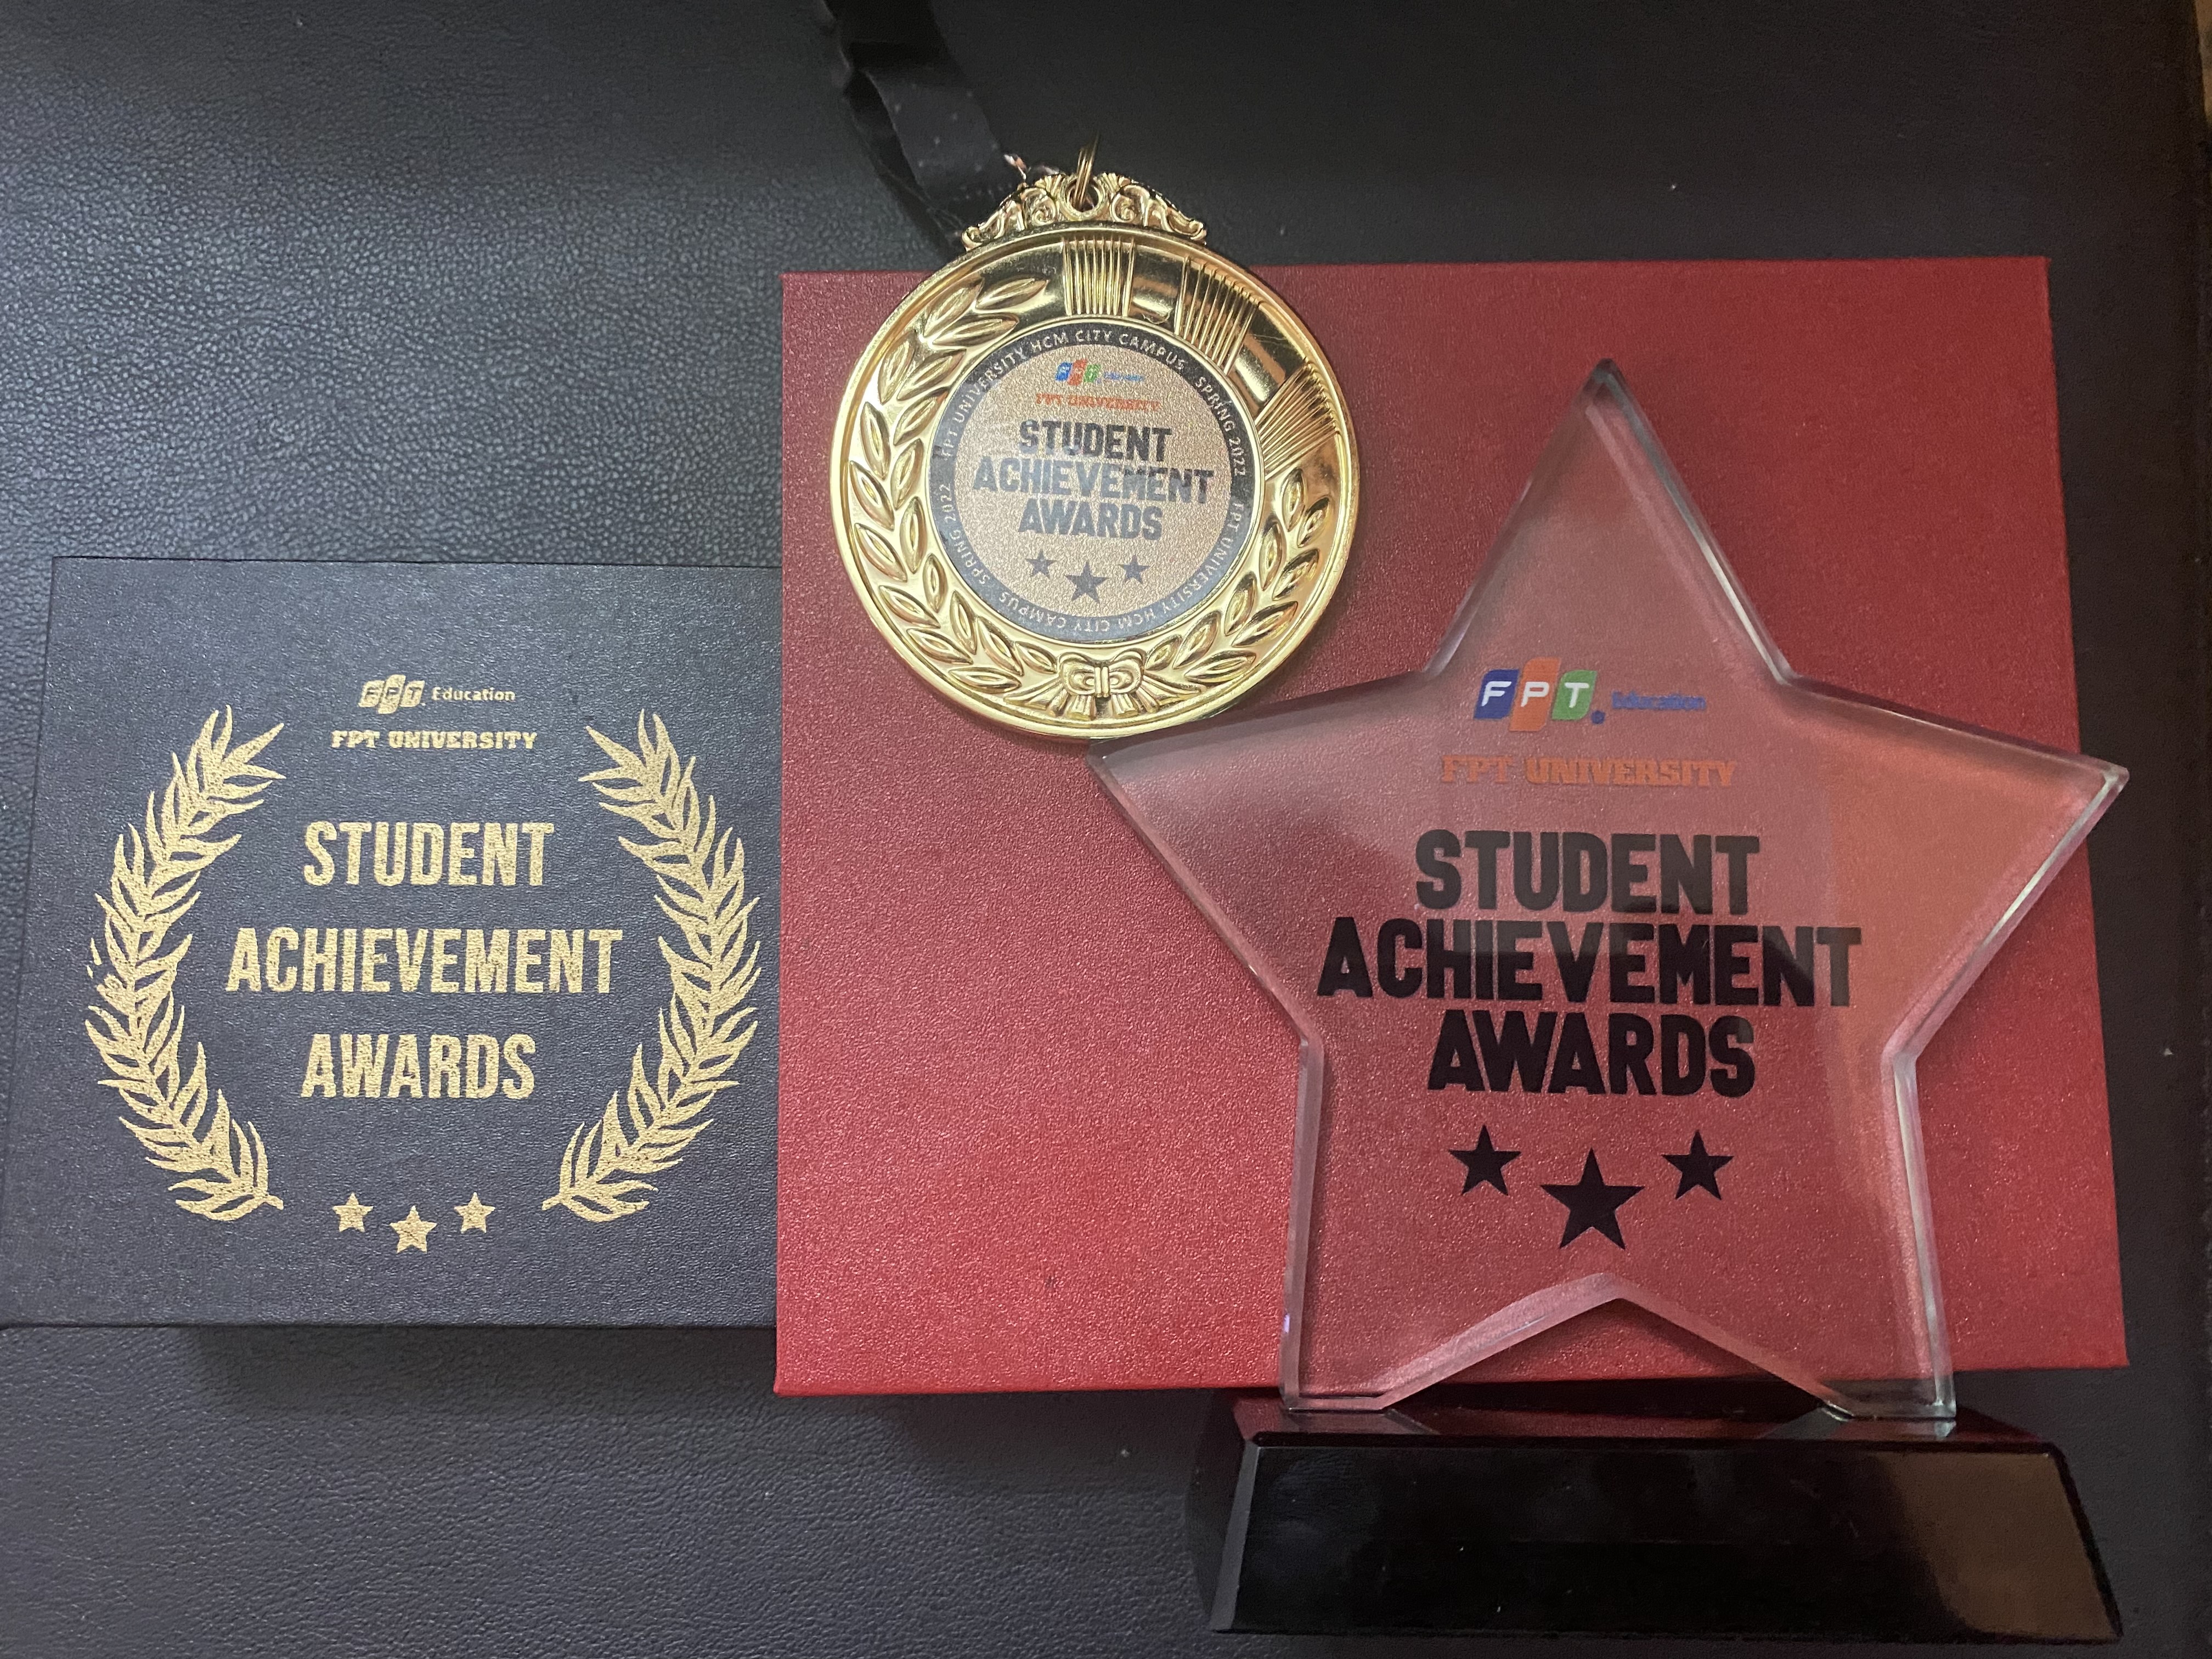 FPT Education
FPT UNIVERSITY
STUDENT
ACHIEVEMENT
AWARDS
FPT UNIVERSITY HCM CITY CAMPUS SPRING 2022
FPT UNIVERSITY HCM CITY CAMPUS SPRING 2022
FPT Education
FPT UNIVERSITY
STUDENT
ACHIEVEMENT
AWARDS
FPT Education
FPT UNIVERSITY
STUDENT
ACHIEVEMENT
AWARDS